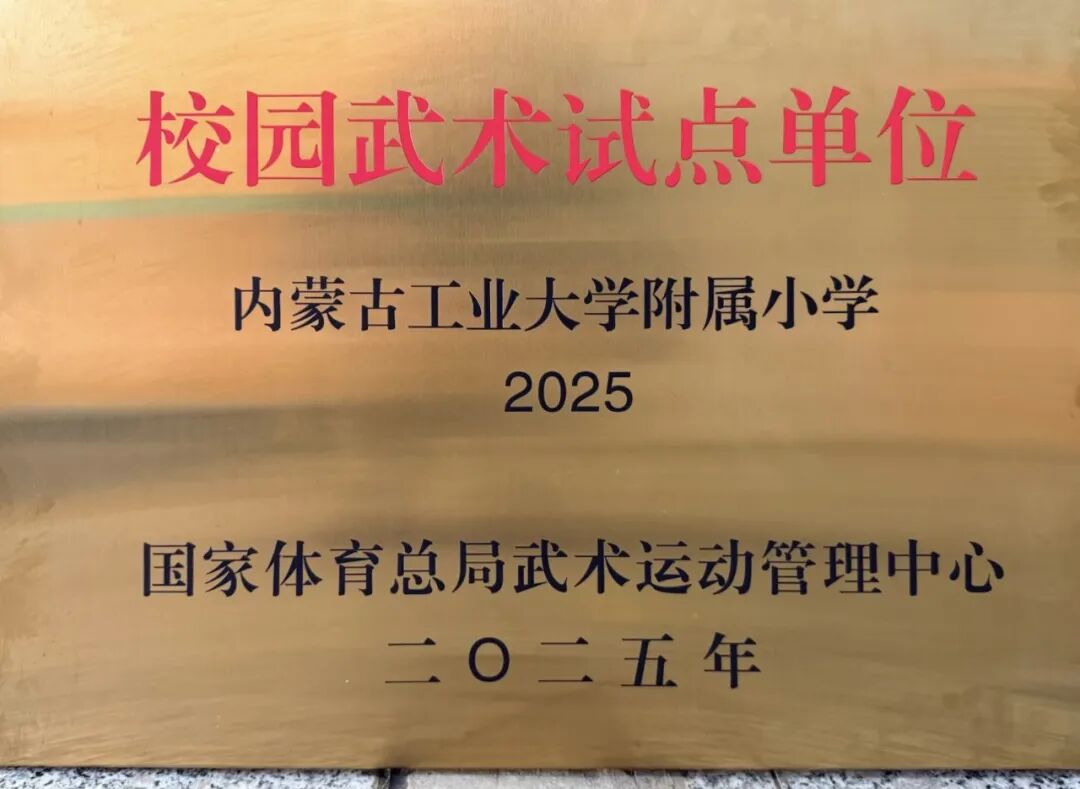 校园武术试点单位
内蒙古工业大学附属小学
2025
国家体育总局武术运动管理中心
二〇二五年